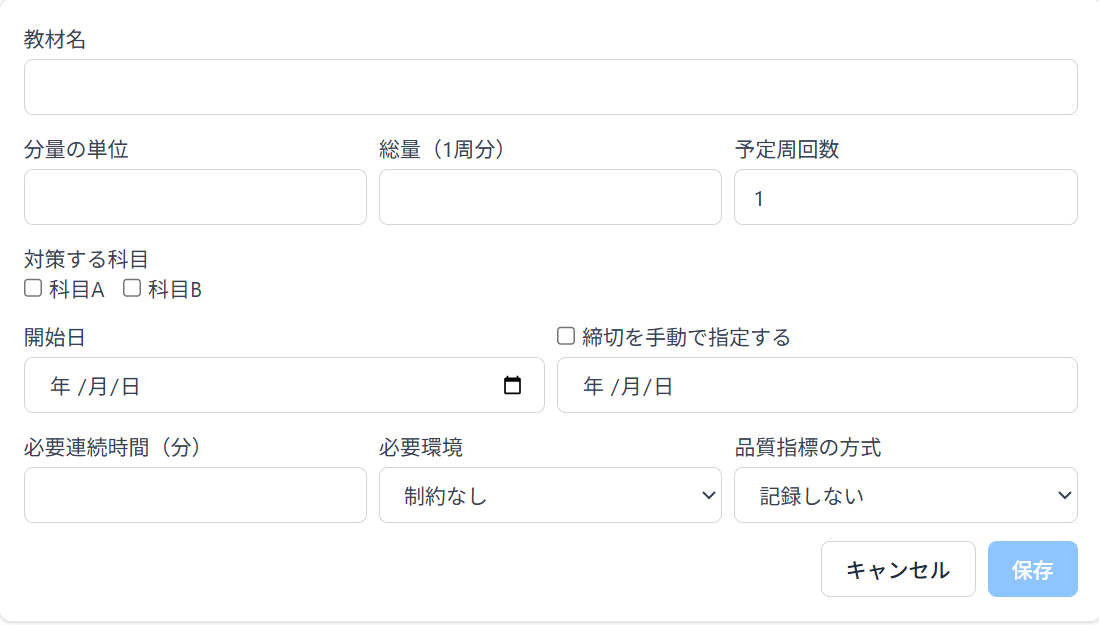 教材名
分量の単位 総量（1周分） 予定周回数
1
対策する科目
科目A 科目B
開始日 締切を手動で指定する
年 /月/日 年 /月/日
必要連続時間（分） 必要環境 品質指標の方式
制約なし 記録しない
キャンセル 保存